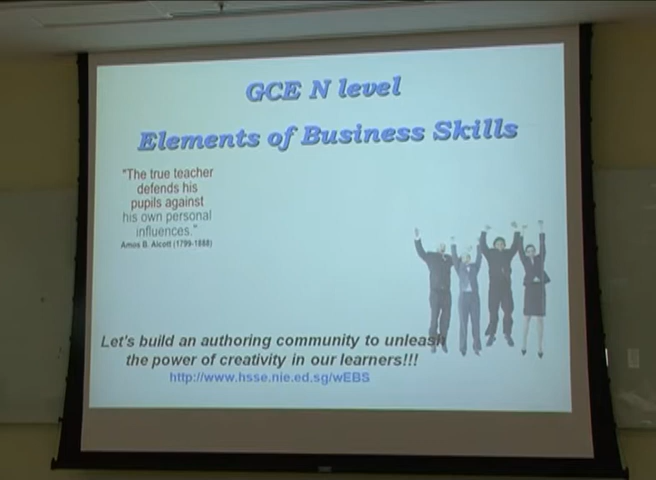 GCE N level
Elements of Business Skills
"The true teacher
defends his
pupils against
his own personal
influences."
Amos B. Alcott (1799-1888)
Let's build an authoring community to unleash
the power of creativity in our learners!!!
http://www.hsse.nie.ed.sg/wEBS